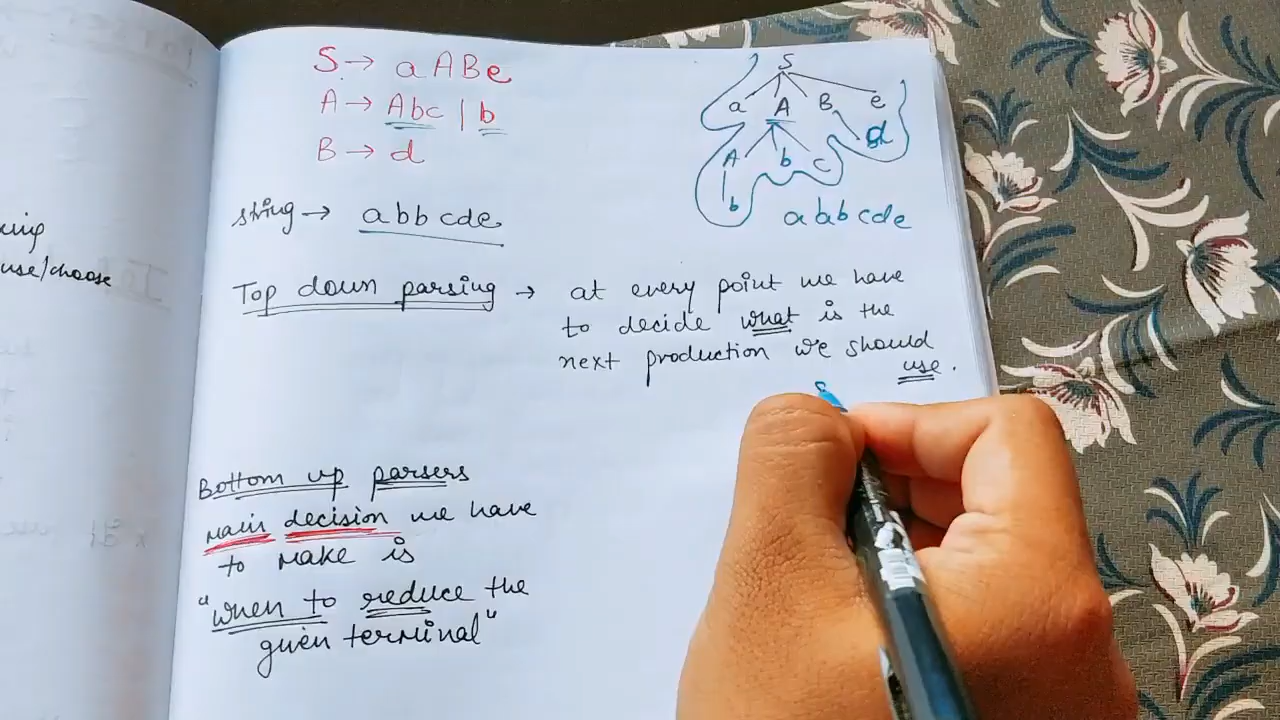 S → aABe
A → Abc | b
B → d
string → abbcde
S
a A B e
A b c d
b
abbcde
Top down parsing → at every point we have
to decide what is the
next production we should
use.
Bottom up parsers
main decision we have
to make is
"when to reduce the
given terminal"
use/choose